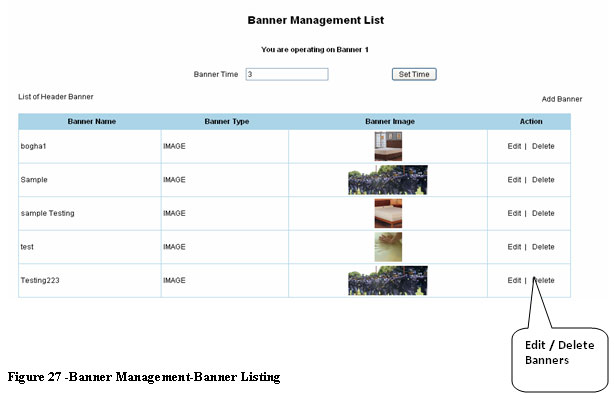 Banner Management List
You are operating on Banner 1
Banner Time 3 Set Time
List of Header Banner
Add Banner
Banner Name Banner Type Banner Image Action
bogha1 IMAGE Edit | Delete
Sample IMAGE Edit | Delete
sample Testing IMAGE Edit | Delete
test IMAGE Edit | Delete
Testing223 IMAGE Edit | Delete
Edit / Delete
Banners
Figure 27 -Banner Management-Banner Listing